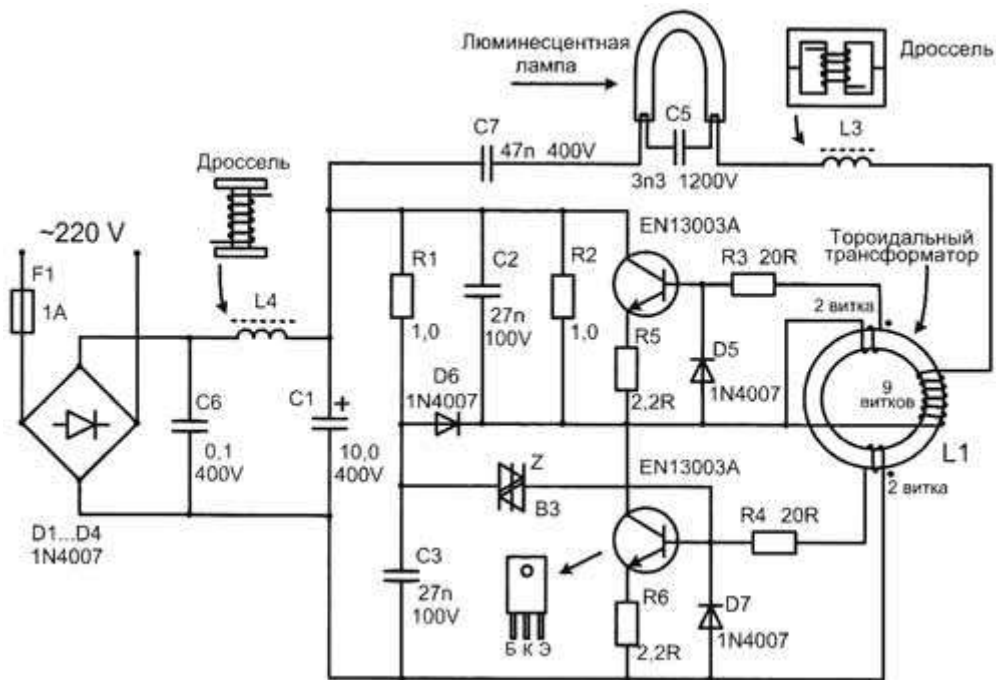 Люминесцентная
лампа
Дроссель
C5
L3
C7
47n 400V
3n3 1200V
Дроссель
~220 V
EN13003A
Тороидальный
трансформатор
F1
1A
R1
C2
R2
R3 20R
2 витка
L4
27n
100V
1,0
1,0
R5
D5
1N4007
D6
1N4007
2,2R
9
витков
C6
C1
+
0,1
400V
10,0
400V
EN13003A
L1
Z
B3
2 витка
R4 20R
D1...D4
1N4007
C3
27n
100V
R6
D7
1N4007
Б К Э
2,2R